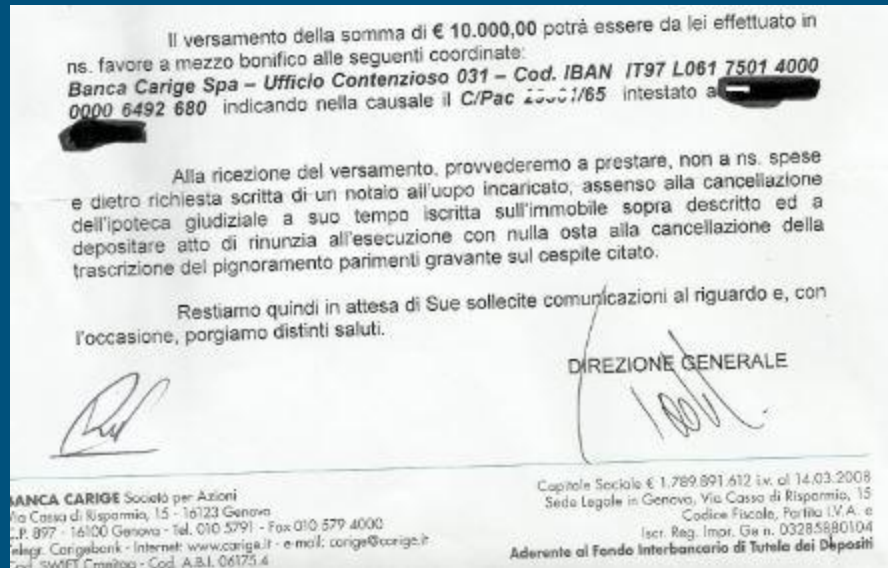 Il versamento della somma di € 10.000,00 potrà essere da lei effettuato in
ns. favore a mezzo bonifico alle seguenti coordinate:
Banca Carige Spa – Ufficio Contenzioso 031 – Cod. IBAN IT97 L061 7501 4000
0000 6492 680 indicando nella causale il C/Pac /65 intestato a
Alla ricezione del versamento, provvederemo a prestare, non a ns. spese
e dietro richiesta scritta di un notaio all'uopo incaricato, assenso alla cancellazione
dell'ipoteca giudiziale a suo tempo iscritta sull'immobile sopra descritto ed a
depositare atto di rinunzia all'esecuzione con nulla osta alla cancellazione della
trascrizione del pignoramento parimenti gravante sul cespite citato.
Restiamo quindi in attesa di Sue sollecite comunicazioni al riguardo e, con
l'occasione, porgiamo distinti saluti.
DIREZIONE GENERALE
BANCA CARIGE Società per Azioni
Via Cassa di Risparmio, 15 - 16123 Genova
C.P. 897 - 16100 Genova - Tel. 010 5791 - Fax 010 579 4000
Telegr. Carigebank - Internet: www.carige.it - e-mail: carige@carige.it
Cod. SWIFT - Cod. A.B.I. 06175.4
Capitale Sociale € 1.789.891.612 i.v. al 14.03.2008
Sede Legale in Genova, Via Cassa di Risparmio, 15
Codice Fiscale, Partita I.V.A. e
Iscr. Reg. Impr. Ge n. 03285880104
Aderente al Fondo Interbancario di Tutela dei Depositi